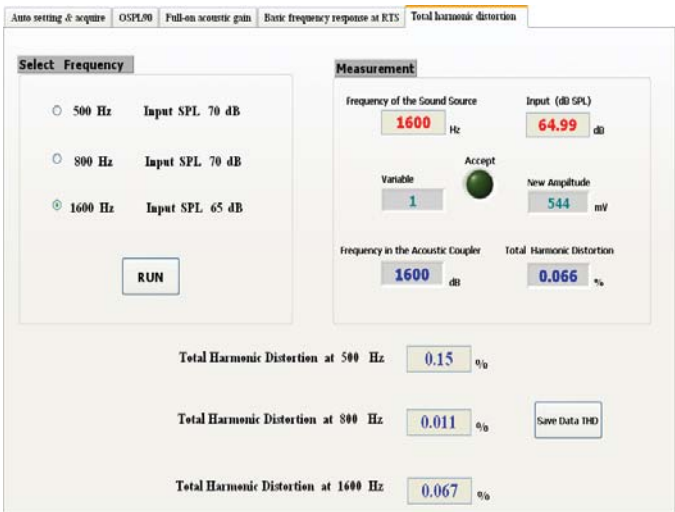 Auto setting & acquire OSPL90 Full-on acoustic gain Basic frequency response at RTS Total harmonic distortion
Select Frequency
500 Hz Input SPL 70 dB
800 Hz Input SPL 70 dB
1600 Hz Input SPL 65 dB
RUN
Measurement
Frequency of the Sound Source Input (dB SPL)
1600 Hz 64.99 dB
Accept
Variable New Ampiltude
1 544 mV
Frequency in the Acoustic Coupler Total Harmonic Distortion
1600 dB 0.066 %
Total Harmonic Distortion at 500 Hz 0.15 %
Total Harmonic Distortion at 800 Hz 0.011 %
Save Data THD
Total Harmonic Distortion at 1600 Hz 0.067 %